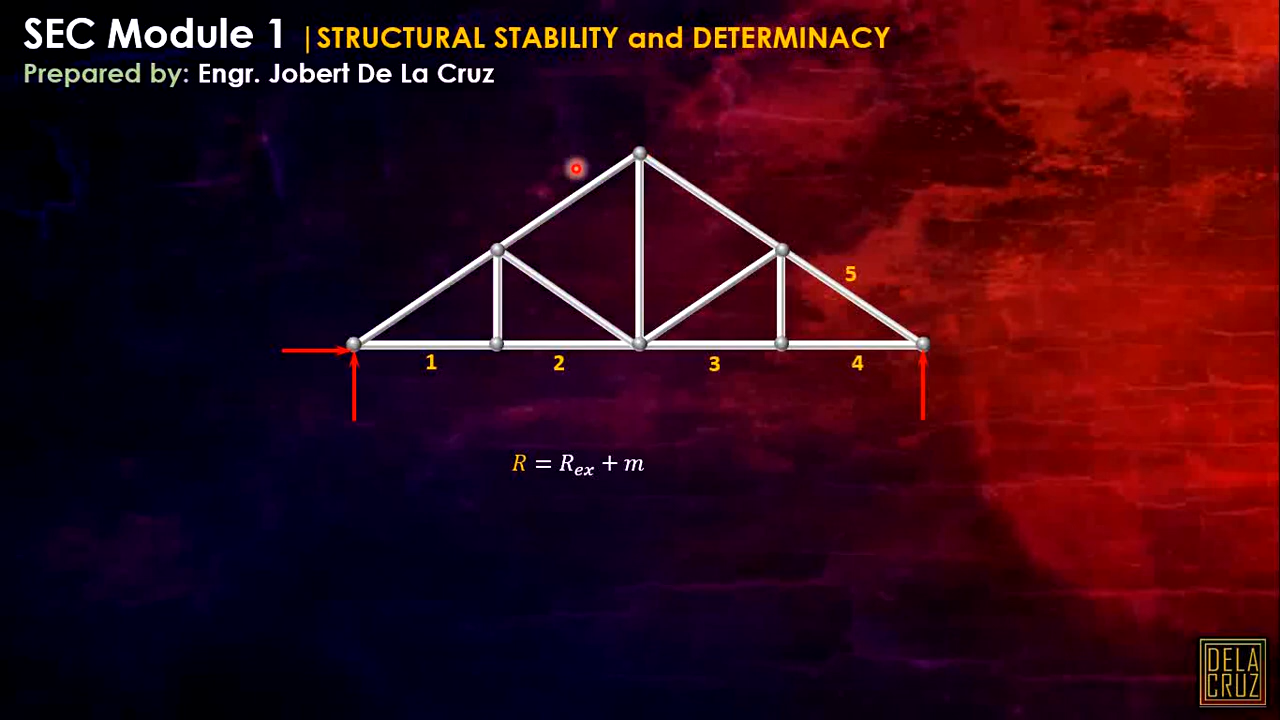 SEC Module 1 |STRUCTURAL STABILITY and DETERMINACY
Prepared by: Engr. Jobert De La Cruz
5
1 2 3 4
R = R_ex + m
DELA
CRUZ